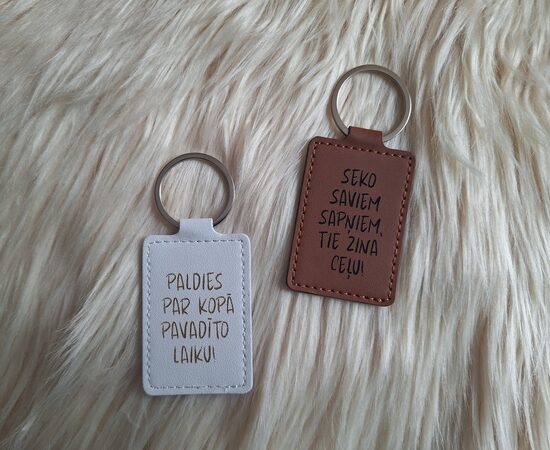 PALDIES
PAR KOPĀ
PAVADĪTO
LAIKU!
SEKO
SAVIEM
SAPŅIEM,
TIE ZINA
CEĻU!